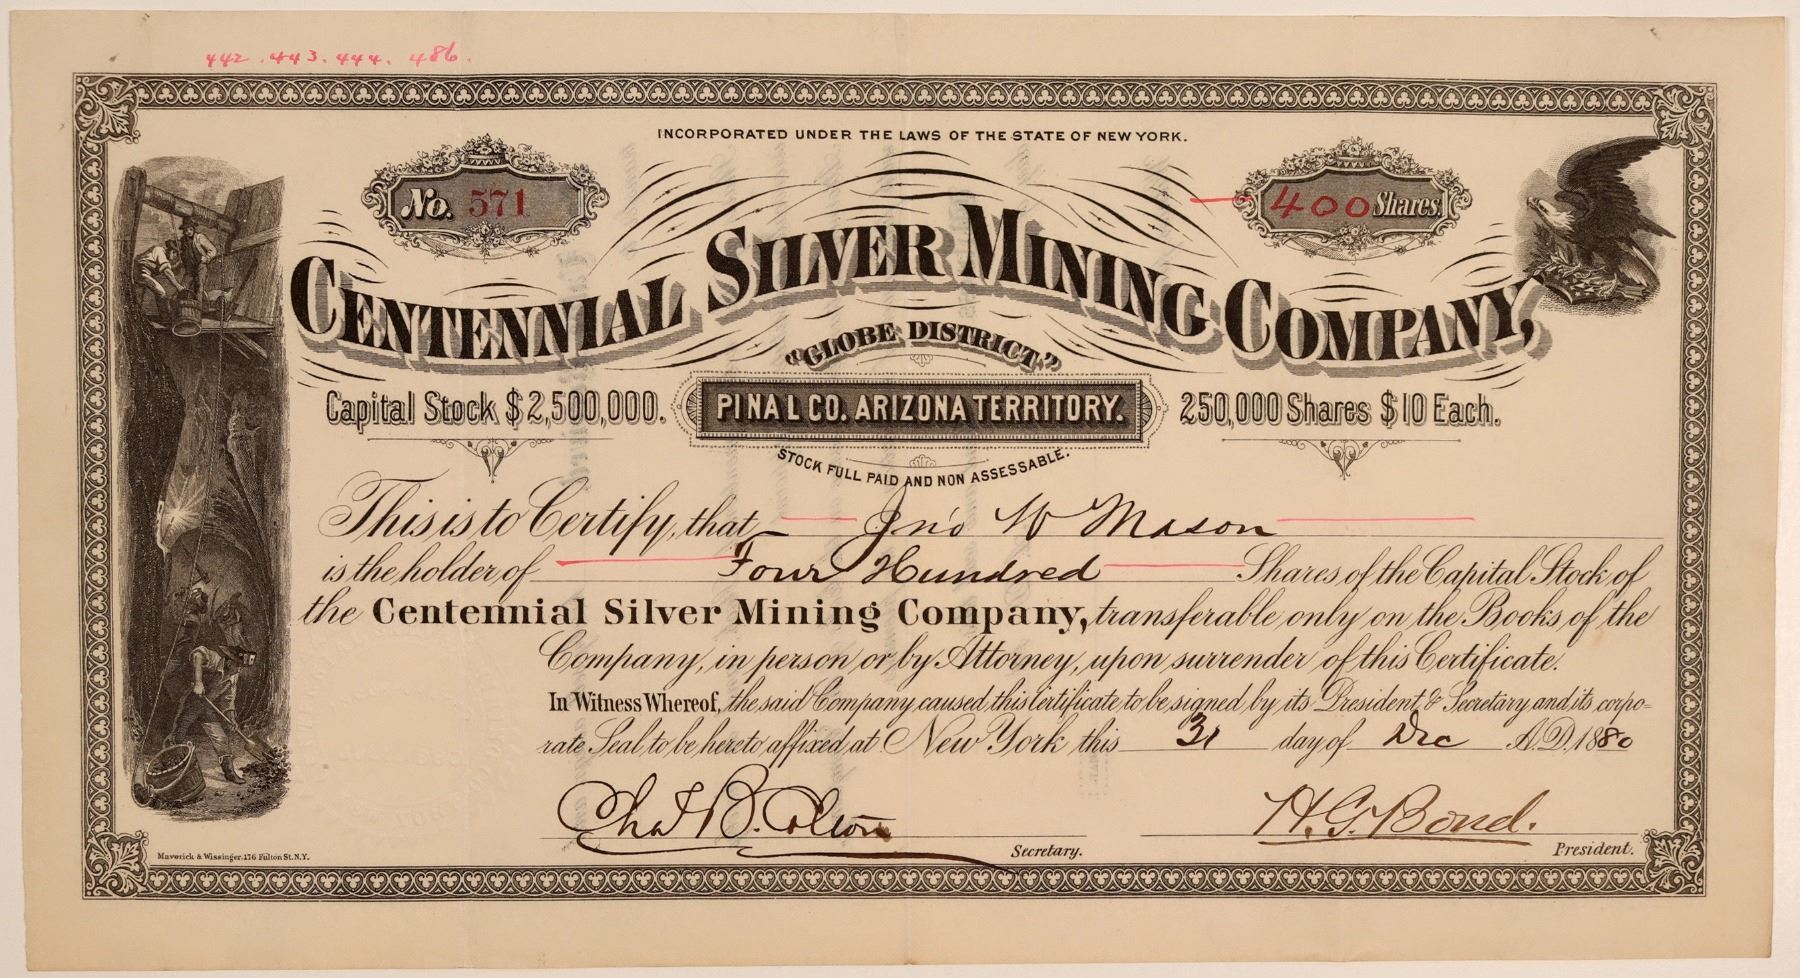 442. 443. 444. 486.
INCORPORATED UNDER THE LAWS OF THE STATE OF NEW YORK.
No. 571
400 Shares.
CENTENNIAL SILVER MINING COMPANY,
"GLOBE DISTRICT."
Capital Stock $2,500,000.
PINAL CO. ARIZONA TERRITORY.
250,000 Shares $10 Each.
STOCK FULL PAID AND NON ASSESSABLE.
This is to Certify, that Jno W Mason
is the holder of Four Hundred Shares of the Capital Stock of
the Centennial Silver Mining Company, transferable only on the Books of the
Company, in person or by Attorney, upon surrender of this Certificate.
In Witness Whereof, the said Company caused this Certificate to be signed by its President & Secretary and its corpo-
rate Seal to be hereto affixed at New York this 31 day of Dec A.D. 1880
Chas B.
H. G. Bond.
Secretary.
President.
Maverick & Wissinger, 176 Fulton St. N.Y.